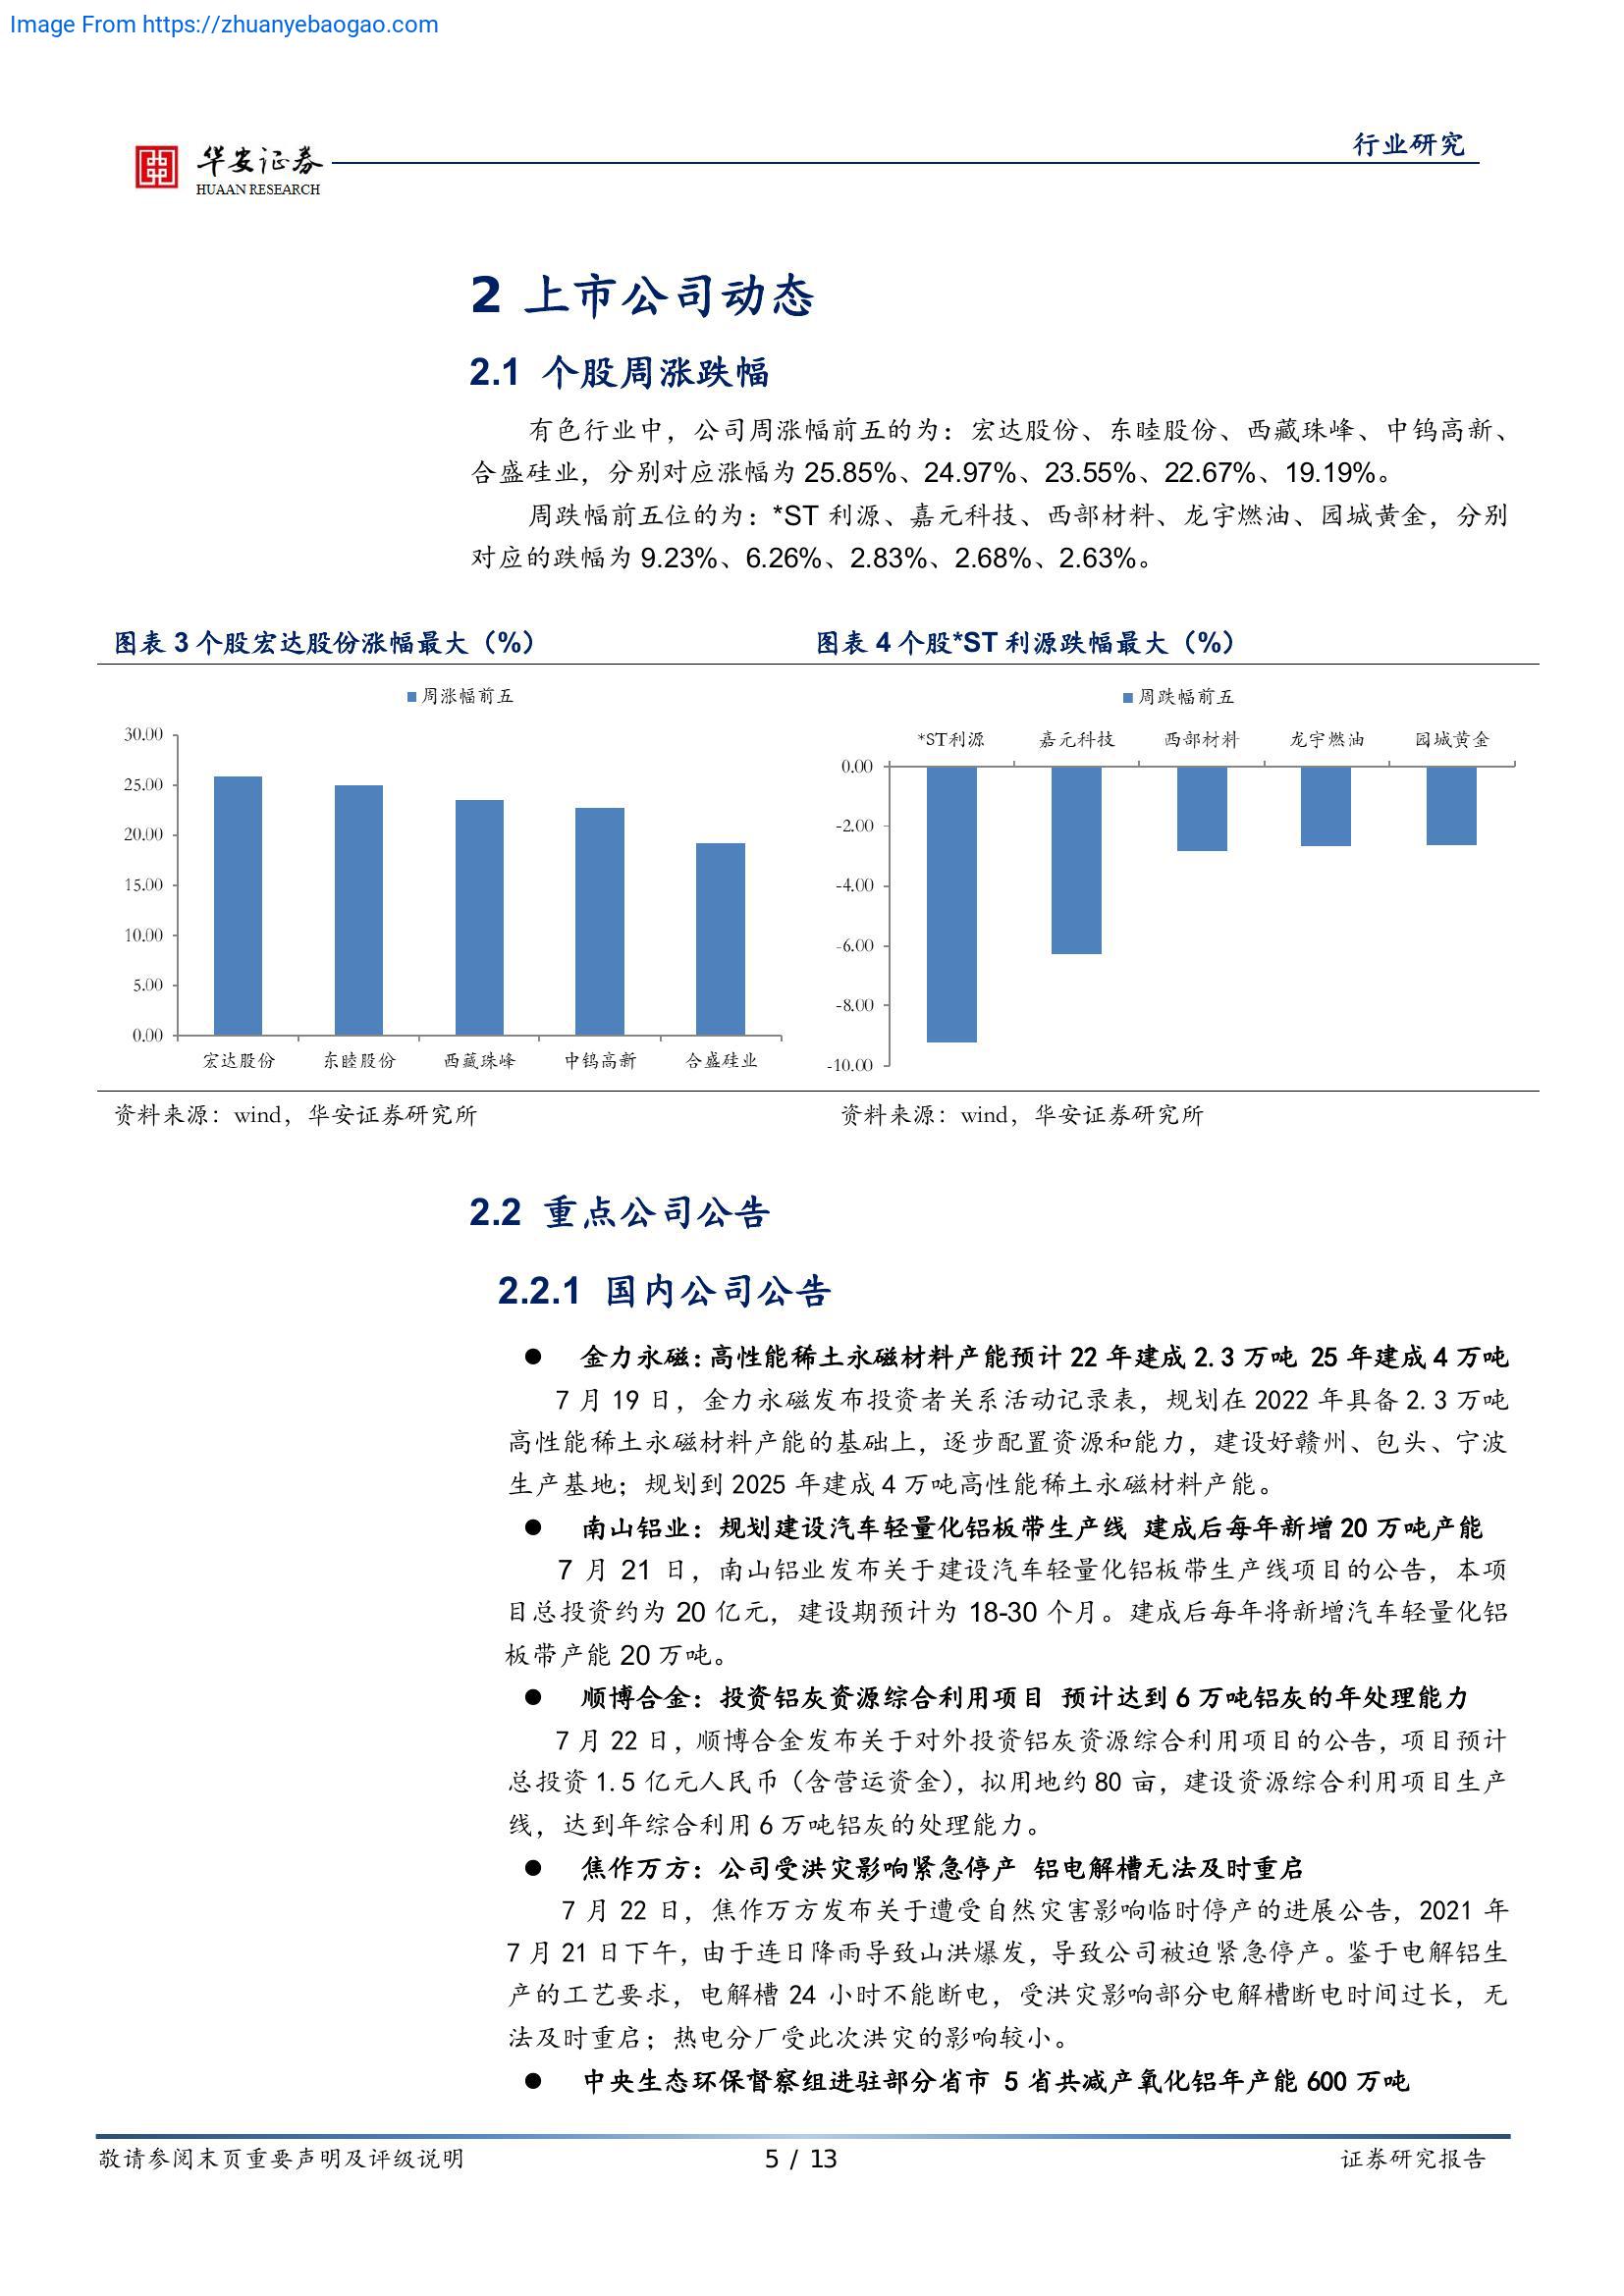 Image From https://zhuanyebaogao.com
华安证券
HUAAN RESEARCH
行业研究
2 上市公司动态
2.1 个股周涨跌幅
有色行业中，公司周涨幅前五的为：宏达股份、东睦股份、西藏珠峰、中钨高新、
合盛硅业，分别对应涨幅为 25.85%、24.97%、23.55%、22.67%、19.19%。
周跌幅前五位的为：*ST 利源、嘉元科技、西部材料、龙宇燃油、园城黄金，分别
对应的跌幅为 9.23%、6.26%、2.83%、2.68%、2.63%。
图表 3 个股宏达股份涨幅最大（%）
周涨幅前五
30.00
25.00
20.00
15.00
10.00
5.00
0.00
宏达股份 东睦股份 西藏珠峰 中钨高新 合盛硅业
资料来源：wind，华安证券研究所
图表 4 个股*ST 利源跌幅最大（%）
周跌幅前五
*ST利源 嘉元科技 西部材料 龙宇燃油 园城黄金
0.00
-2.00
-4.00
-6.00
-8.00
-10.00
资料来源：wind，华安证券研究所
2.2 重点公司公告
2.2.1 国内公司公告
● 金力永磁：高性能稀土永磁材料产能预计 22 年建成 2.3 万吨 25 年建成 4 万吨
7 月 19 日，金力永磁发布投资者关系活动记录表，规划在 2022 年具备 2.3 万吨
高性能稀土永磁材料产能的基础上，逐步配置资源和能力，建设好赣州、包头、宁波
生产基地；规划到 2025 年建成 4 万吨高性能稀土永磁材料产能。
● 南山铝业：规划建设汽车轻量化铝板带生产线 建成后每年新增 20 万吨产能
7 月 21 日，南山铝业发布关于建设汽车轻量化铝板带生产线项目的公告，本项
目总投资约为 20 亿元，建设期预计为 18-30 个月。建成后每年将新增汽车轻量化铝
板带产能 20 万吨。
● 顺博合金：投资铝灰资源综合利用项目 预计达到 6 万吨铝灰的年处理能力
7 月 22 日，顺博合金发布关于对外投资铝灰资源综合利用项目的公告，项目预计
总投资 1.5 亿元人民币（含营运资金），拟用地约 80 亩，建设资源综合利用项目生产
线，达到年综合利用 6 万吨铝灰的处理能力。
● 焦作万方：公司受洪灾影响紧急停产 铝电解槽无法及时重启
7 月 22 日，焦作万方发布关于遭受自然灾害影响临时停产的进展公告，2021 年
7 月 21 日下午，由于连日降雨导致山洪爆发，导致公司被迫紧急停产。鉴于电解铝生
产的工艺要求，电解槽 24 小时不能断电，受洪灾影响部分电解槽断电时间过长，无
法及时重启；热电分厂受此次洪灾的影响较小。
● 中央生态环保督察组进驻部分省市 5 省共减产氧化铝年产能 600 万吨
敬请参阅末页重要声明及评级说明
5 / 13
证券研究报告